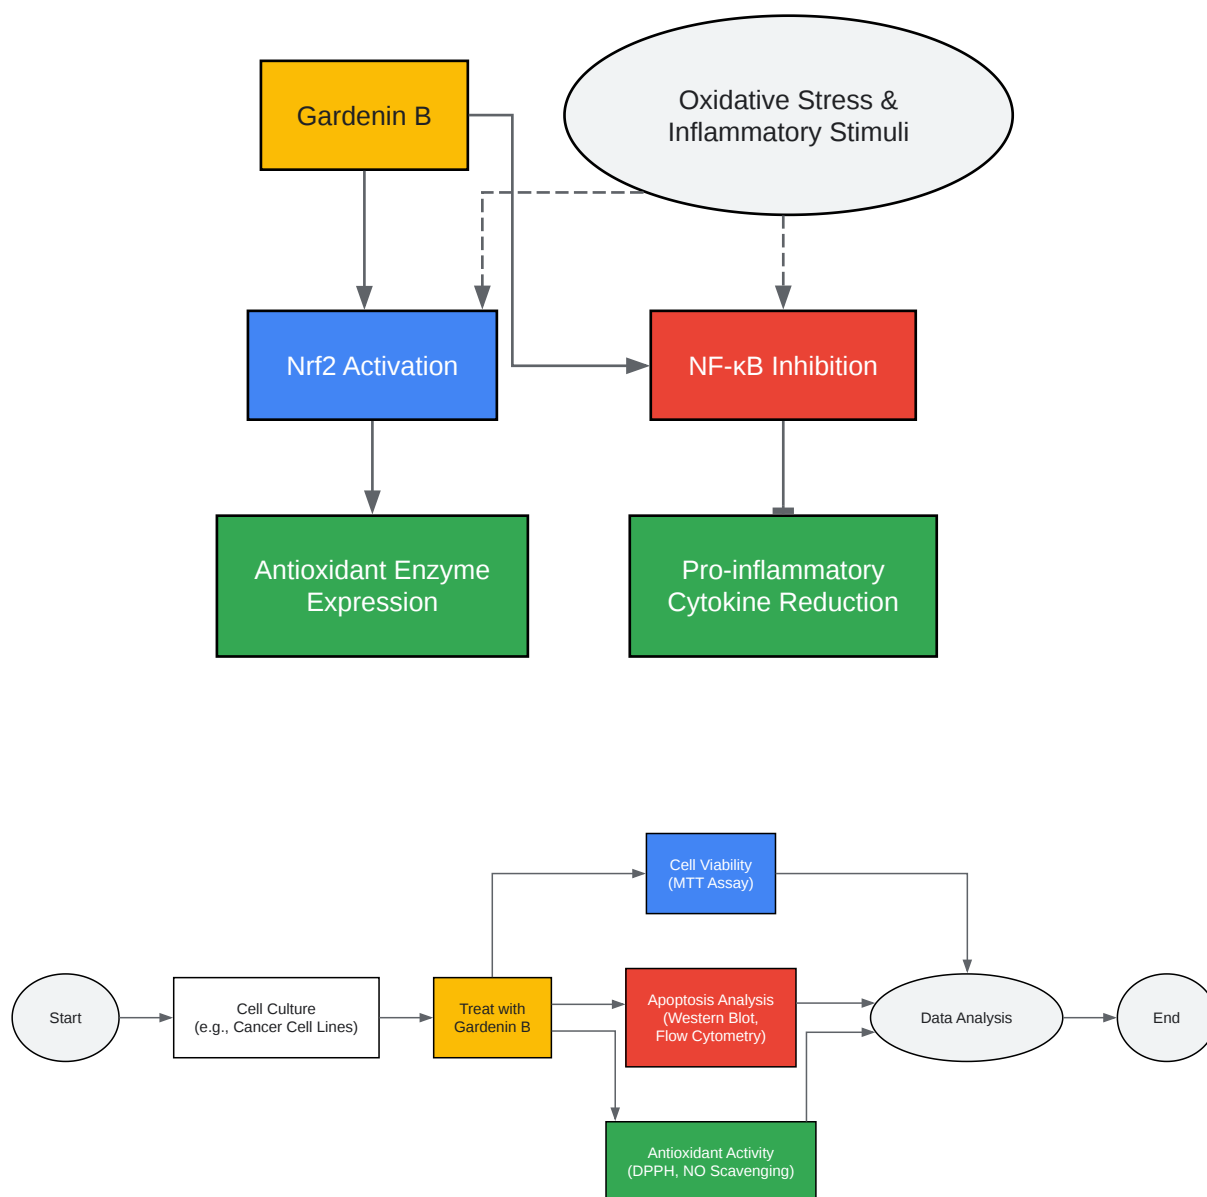 Gardenin B
Oxidative Stress &
Inflammatory Stimuli
Nrf2 Activation
NF-κB Inhibition
Antioxidant Enzyme
Expression
Pro-inflammatory
Cytokine Reduction
Cell Viability
(MTT Assay)
Start
Cell Culture
(e.g., Cancer Cell Lines)
Treat with
Gardenin B
Apoptosis Analysis
(Western Blot,
Flow Cytometry)
Data Analysis
End
Antioxidant Activity
(DPPH, NO Scavenging)